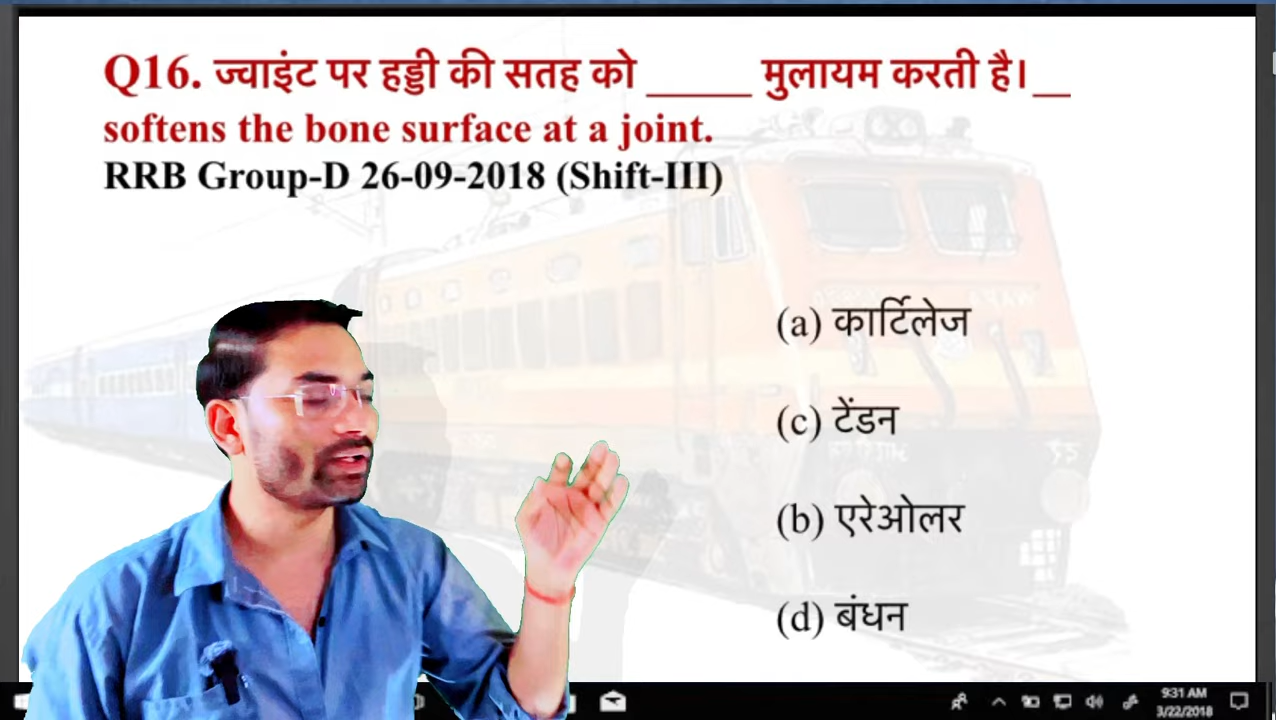 Q16. ज्वाइंट पर हड्डी की सतह को _____ मुलायम करती है।__
softens the bone surface at a joint.
RRB Group-D 26-09-2018 (Shift-III)
(a) कार्टिलेज
(c) टेंडन
(b) एरेओलर
(d) बंधन
9:31 AM
3/22/2018